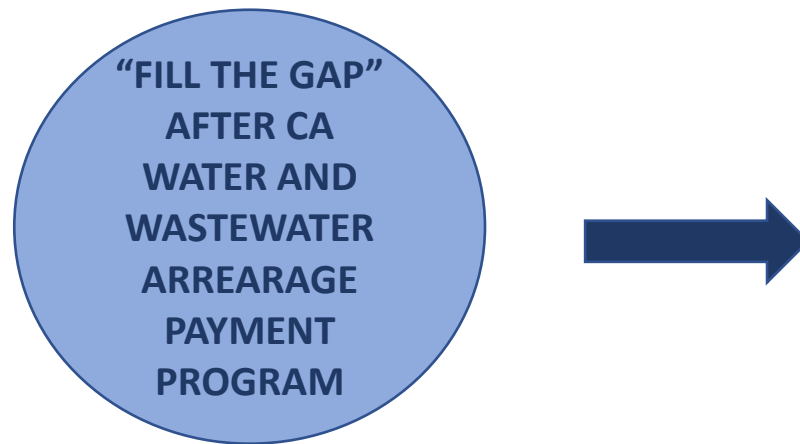 “FILL THE GAP”
AFTER CA
WATER AND
WASTEWATER
ARREARAGE
PAYMENT
PROGRAM